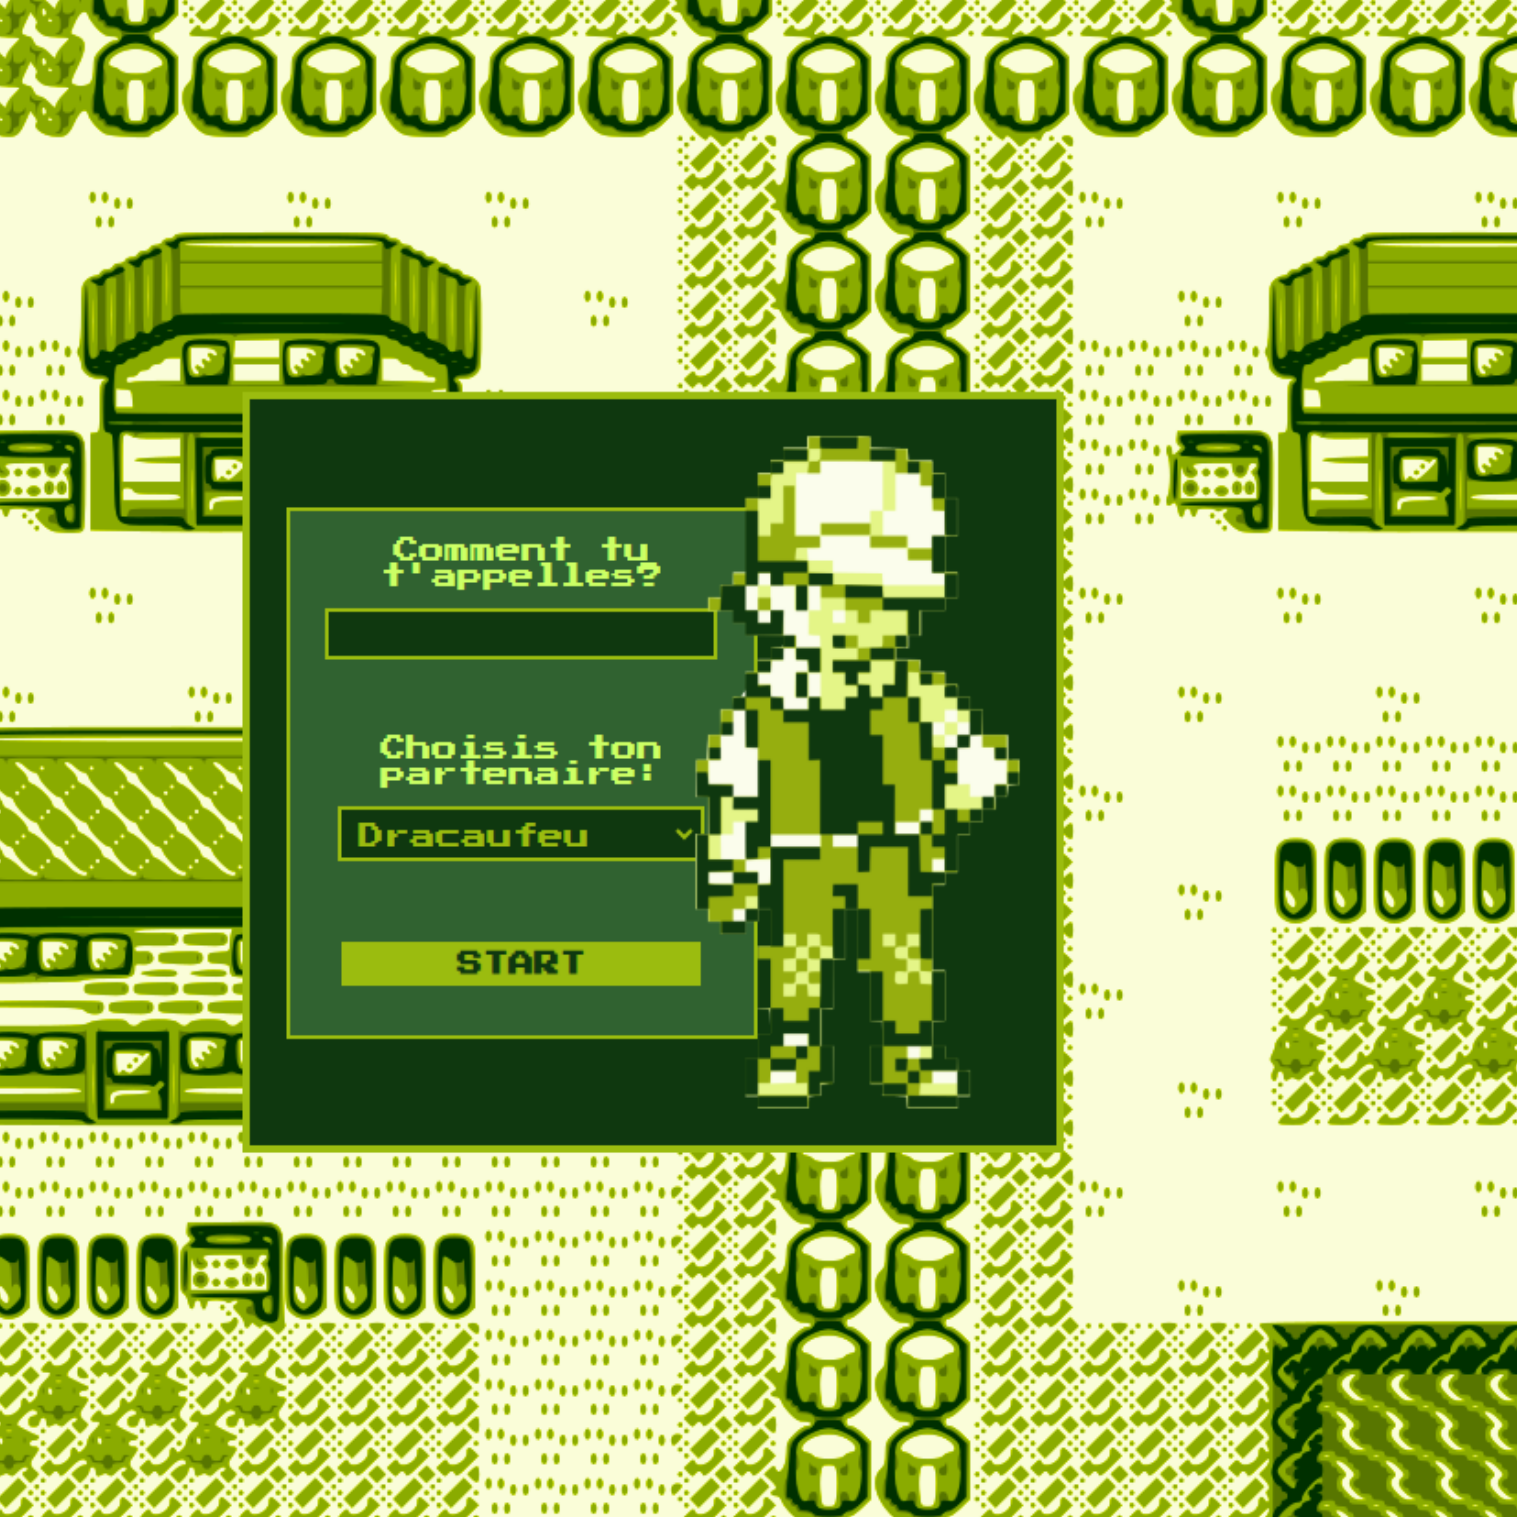 Comment tu
t'appelles?
Choisis ton
partenaire:
Dracaufeu
START